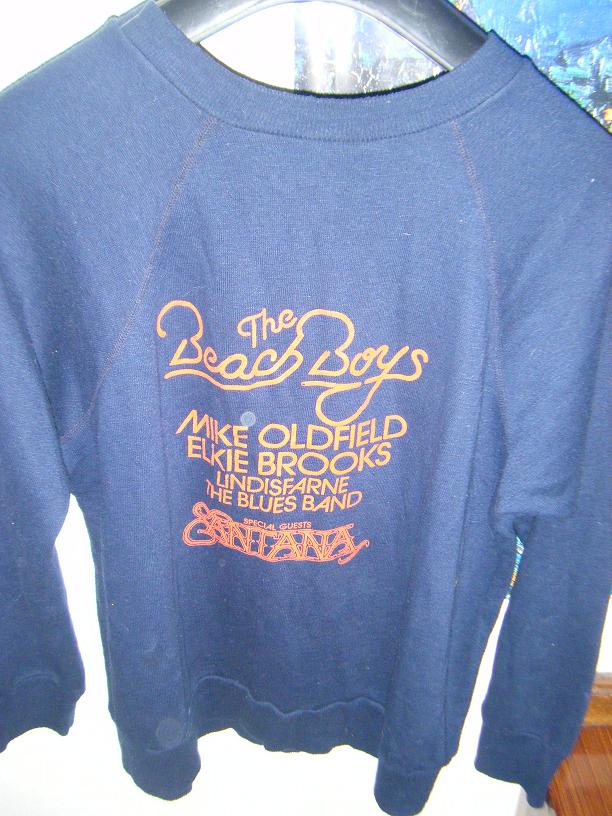 The
Beach Boys
MIKE OLDFIELD
ELKIE BROOKS
LINDISFARNE
THE BLUES BAND
SPECIAL GUESTS
SANTANA